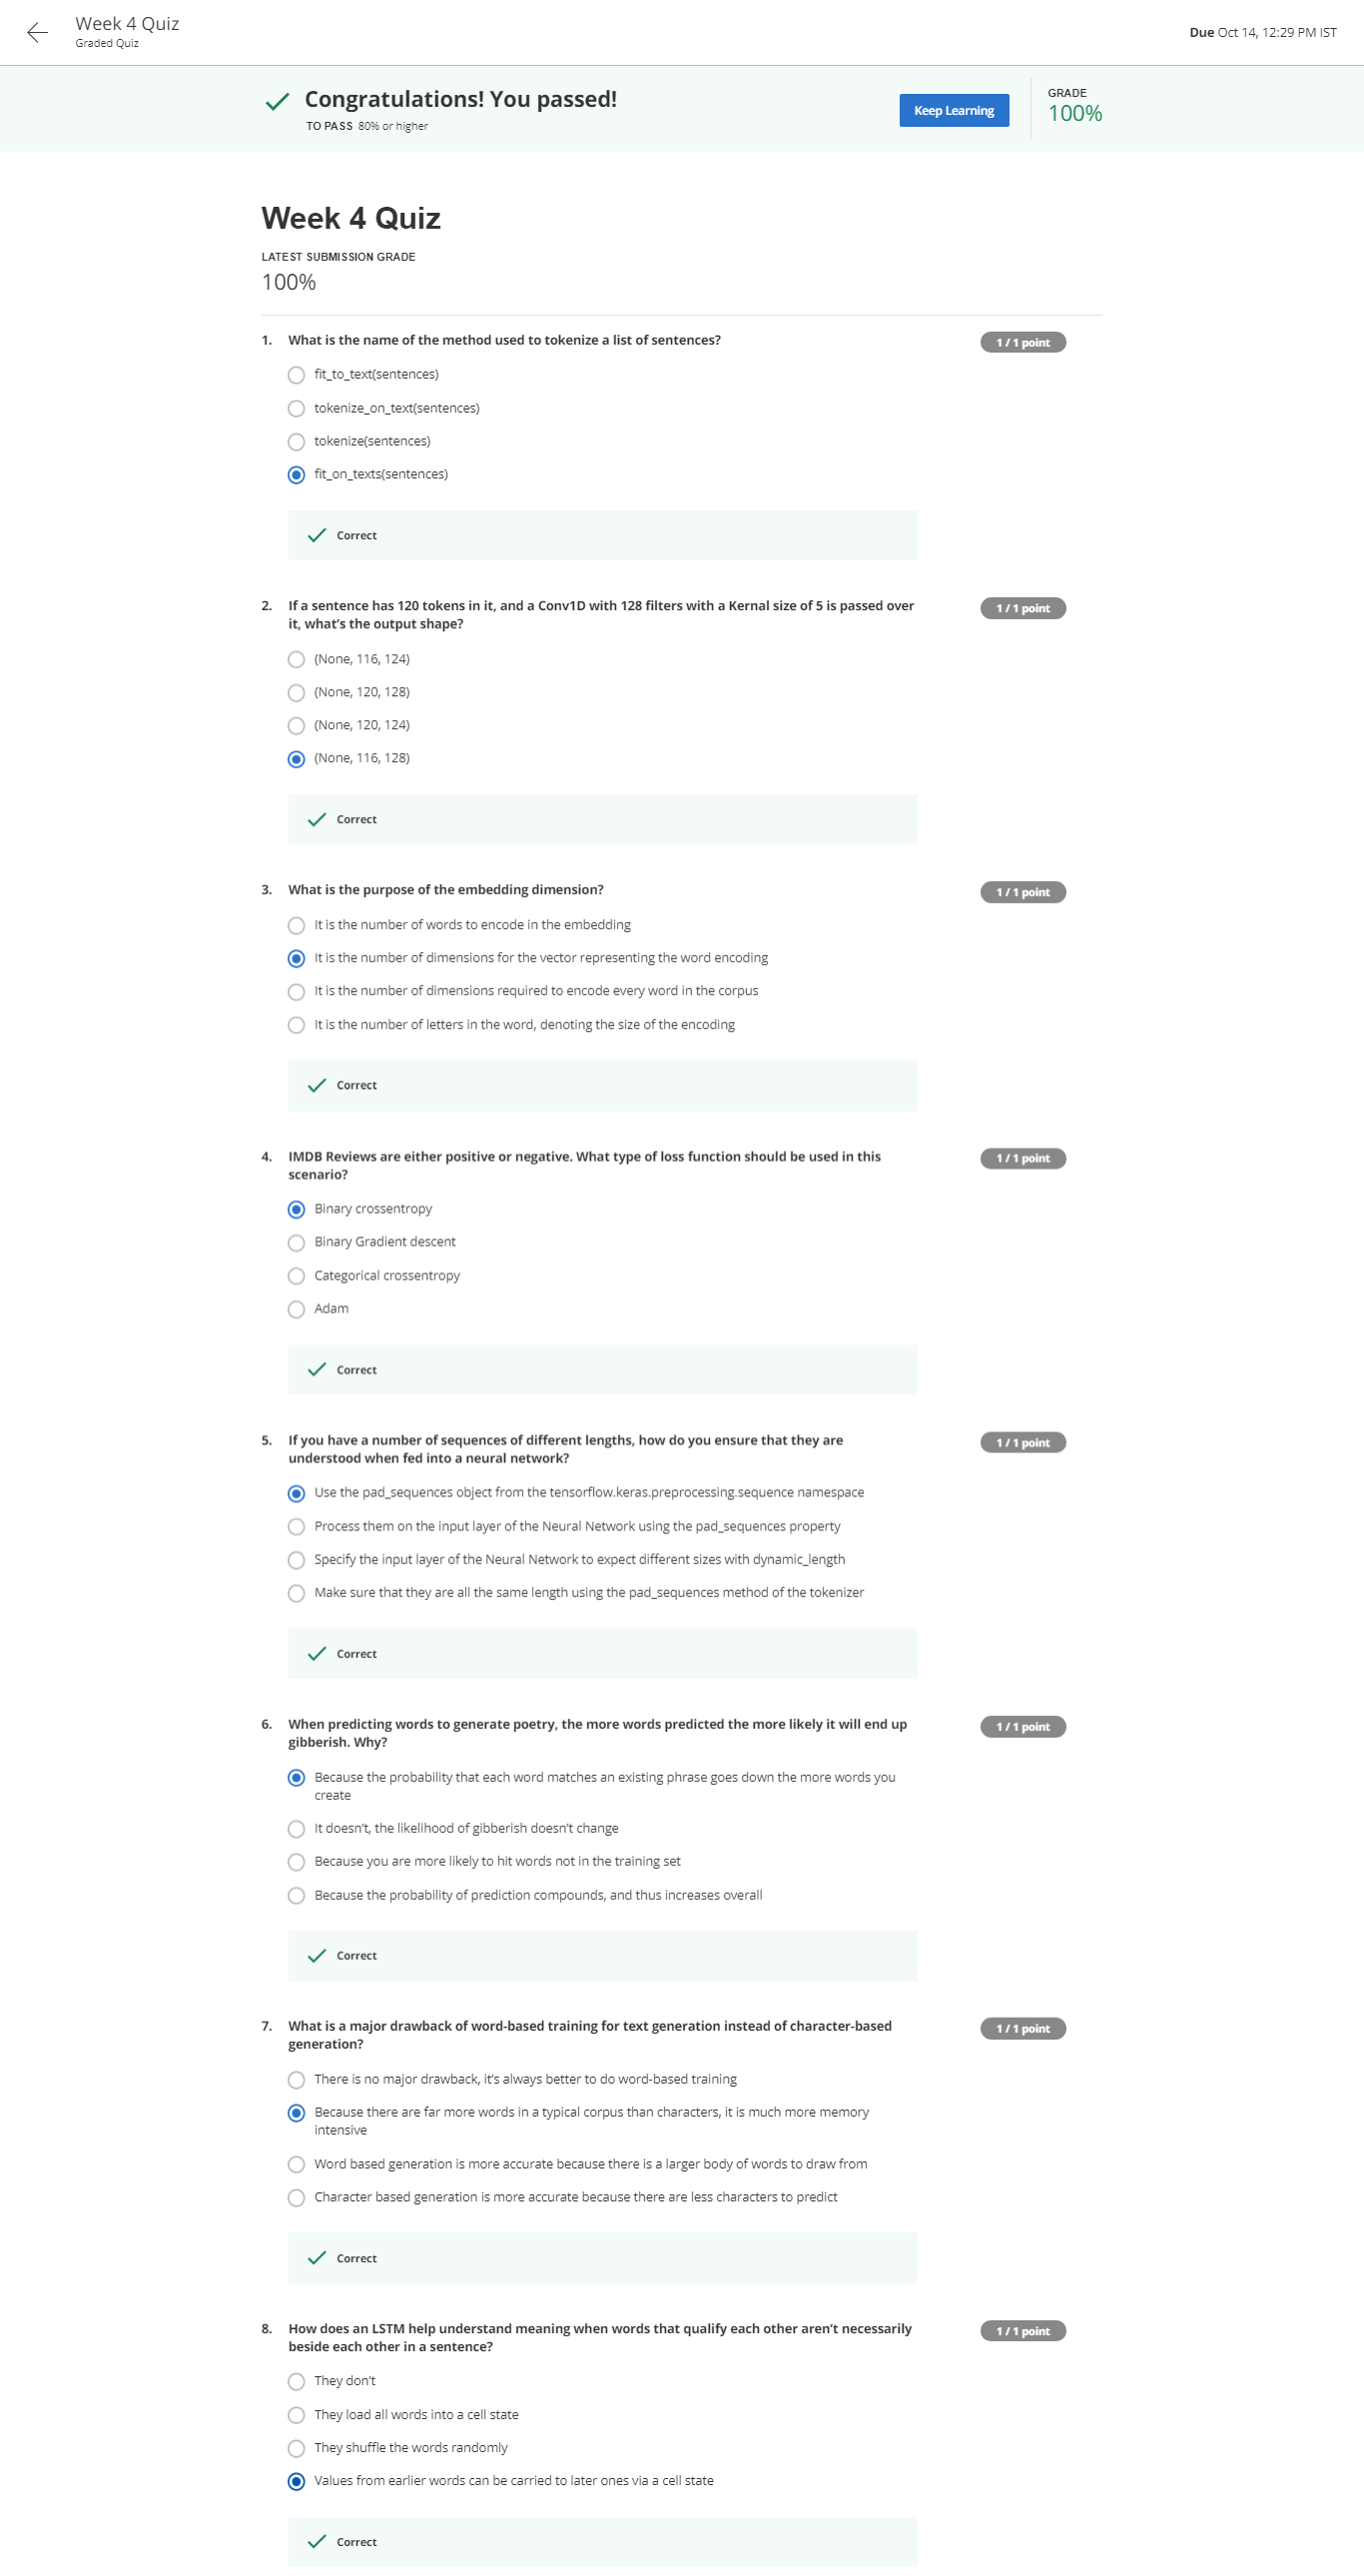 Week 4 Quiz
Graded Quiz
Due Oct 14, 12:29 PM IST
Congratulations! You passed!
TO PASS 80% or higher
Keep Learning
GRADE
100%
Week 4 Quiz
LATEST SUBMISSION GRADE
100%
1. What is the name of the method used to tokenize a list of sentences?
1 / 1 point
fit_to_text(sentences)
tokenize_on_text(sentences)
tokenize(sentences)
fit_on_texts(sentences)
Correct
2. If a sentence has 120 tokens in it, and a Conv1D with 128 filters with a Kernal size of 5 is passed over
it, what's the output shape?
1 / 1 point
(None, 116, 124)
(None, 120, 128)
(None, 120, 124)
(None, 116, 128)
Correct
3. What is the purpose of the embedding dimension?
1 / 1 point
It is the number of words to encode in the embedding
It is the number of dimensions for the vector representing the word encoding
It is the number of dimensions required to encode every word in the corpus
It is the number of letters in the word, denoting the size of the encoding
Correct
4. IMDB Reviews are either positive or negative. What type of loss function should be used in this
scenario?
1 / 1 point
Binary crossentropy
Binary Gradient descent
Categorical crossentropy
Adam
Correct
5. If you have a number of sequences of different lengths, how do you ensure that they are
understood when fed into a neural network?
1 / 1 point
Use the pad_sequences object from the tensorflow.keras.preprocessing.sequence namespace
Process them on the input layer of the Neural Network using the pad_sequences property
Specify the input layer of the Neural Network to expect different sizes with dynamic_length
Make sure that they are all the same length using the pad_sequences method of the tokenizer
Correct
6. When predicting words to generate poetry, the more words predicted the more likely it will end up
gibberish. Why?
1 / 1 point
Because the probability that each word matches an existing phrase goes down the more words you
create
It doesn't, the likelihood of gibberish doesn't change
Because you are more likely to hit words not in the training set
Because the probability of prediction compounds, and thus increases overall
Correct
7. What is a major drawback of word-based training for text generation instead of character-based
generation?
1 / 1 point
There is no major drawback, it's always better to do word-based training
Because there are far more words in a typical corpus than characters, it is much more memory
intensive
Word based generation is more accurate because there is a larger body of words to draw from
Character based generation is more accurate because there are less characters to predict
Correct
8. How does an LSTM help understand meaning when words that qualify each other aren't necessarily
beside each other in a sentence?
1 / 1 point
They don't
They load all words into a cell state
They shuffle the words randomly
Values from earlier words can be carried to later ones via a cell state
Correct